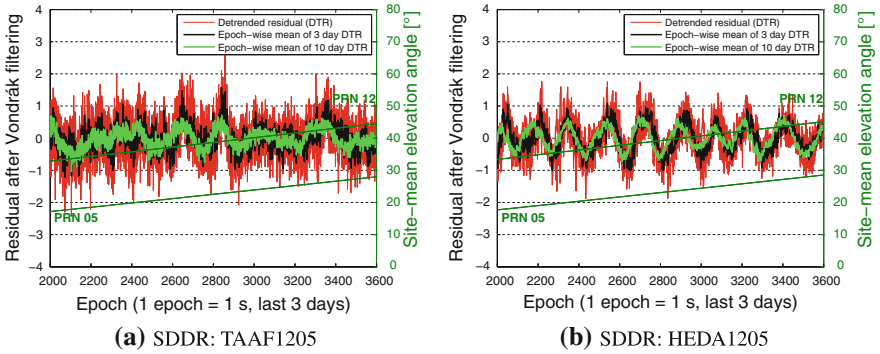 Detrended residual (DTR)
Epoch−wise mean of 3 day DTR
Epoch−wise mean of 10 day DTR
Residual after Vondrák filtering
4
3
2
1
0
−1
−2
−3
−4
PRN 12
PRN 05
80
70
60
50
40
30
20
10
0
Site−mean elevation angle [°]
2000 2200 2400 2600 2800 3000 3200 3400 3600
Epoch (1 epoch = 1 s, last 3 days)
(a) SDDR: TAAF1205
Detrended residual (DTR)
Epoch−wise mean of 3 day DTR
Epoch−wise mean of 10 day DTR
Residual after Vondrák filtering
4
3
2
1
0
−1
−2
−3
−4
PRN 12
PRN 05
80
70
60
50
40
30
20
10
0
Site−mean elevation angle [°]
2000 2200 2400 2600 2800 3000 3200 3400 3600
Epoch (1 epoch = 1 s, last 3 days)
(b) SDDR: HEDA1205